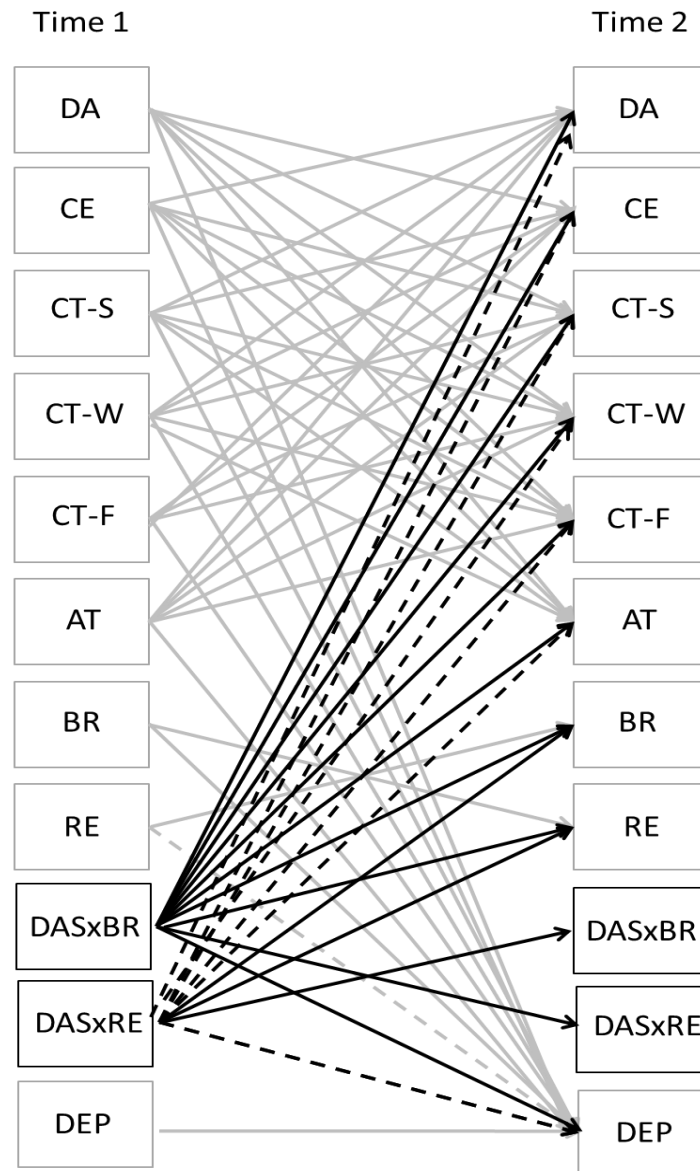 Time 1 Time 2
DA DA
CE CE
CT-S CT-S
CT-W CT-W
CT-F CT-F
AT AT
BR BR
RE RE
DASxBR DASxBR
DASxRE DASxRE
DEP DEP